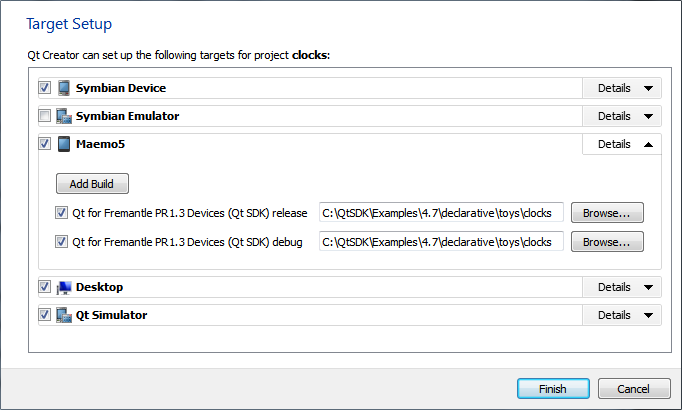 Target Setup
Qt Creator can set up the following targets for project clocks:
Symbian Device Details
Symbian Emulator Details
Maemo5 Details
Add Build
Qt for Fremantle PR1.3 Devices (Qt SDK) release C:\QtSDK\Examples\4.7\declarative\toys\clocks Browse...
Qt for Fremantle PR1.3 Devices (Qt SDK) debug C:\QtSDK\Examples\4.7\declarative\toys\clocks Browse...
Desktop Details
Qt Simulator Details
Finish Cancel